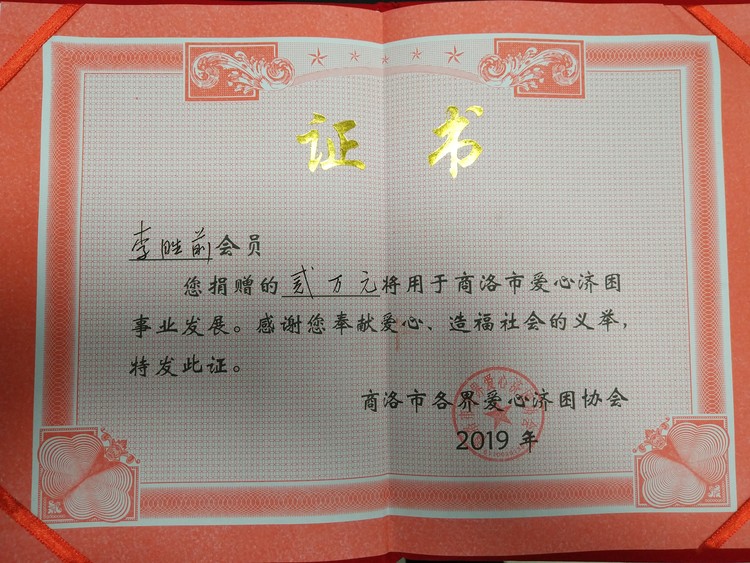 证书
李胜前会员
您捐赠的贰万元将用于商洛市爱心济困
事业发展。感谢您奉献爱心、造福社会的义举，
特发此证。
商洛市各界爱心济困协会
2019年